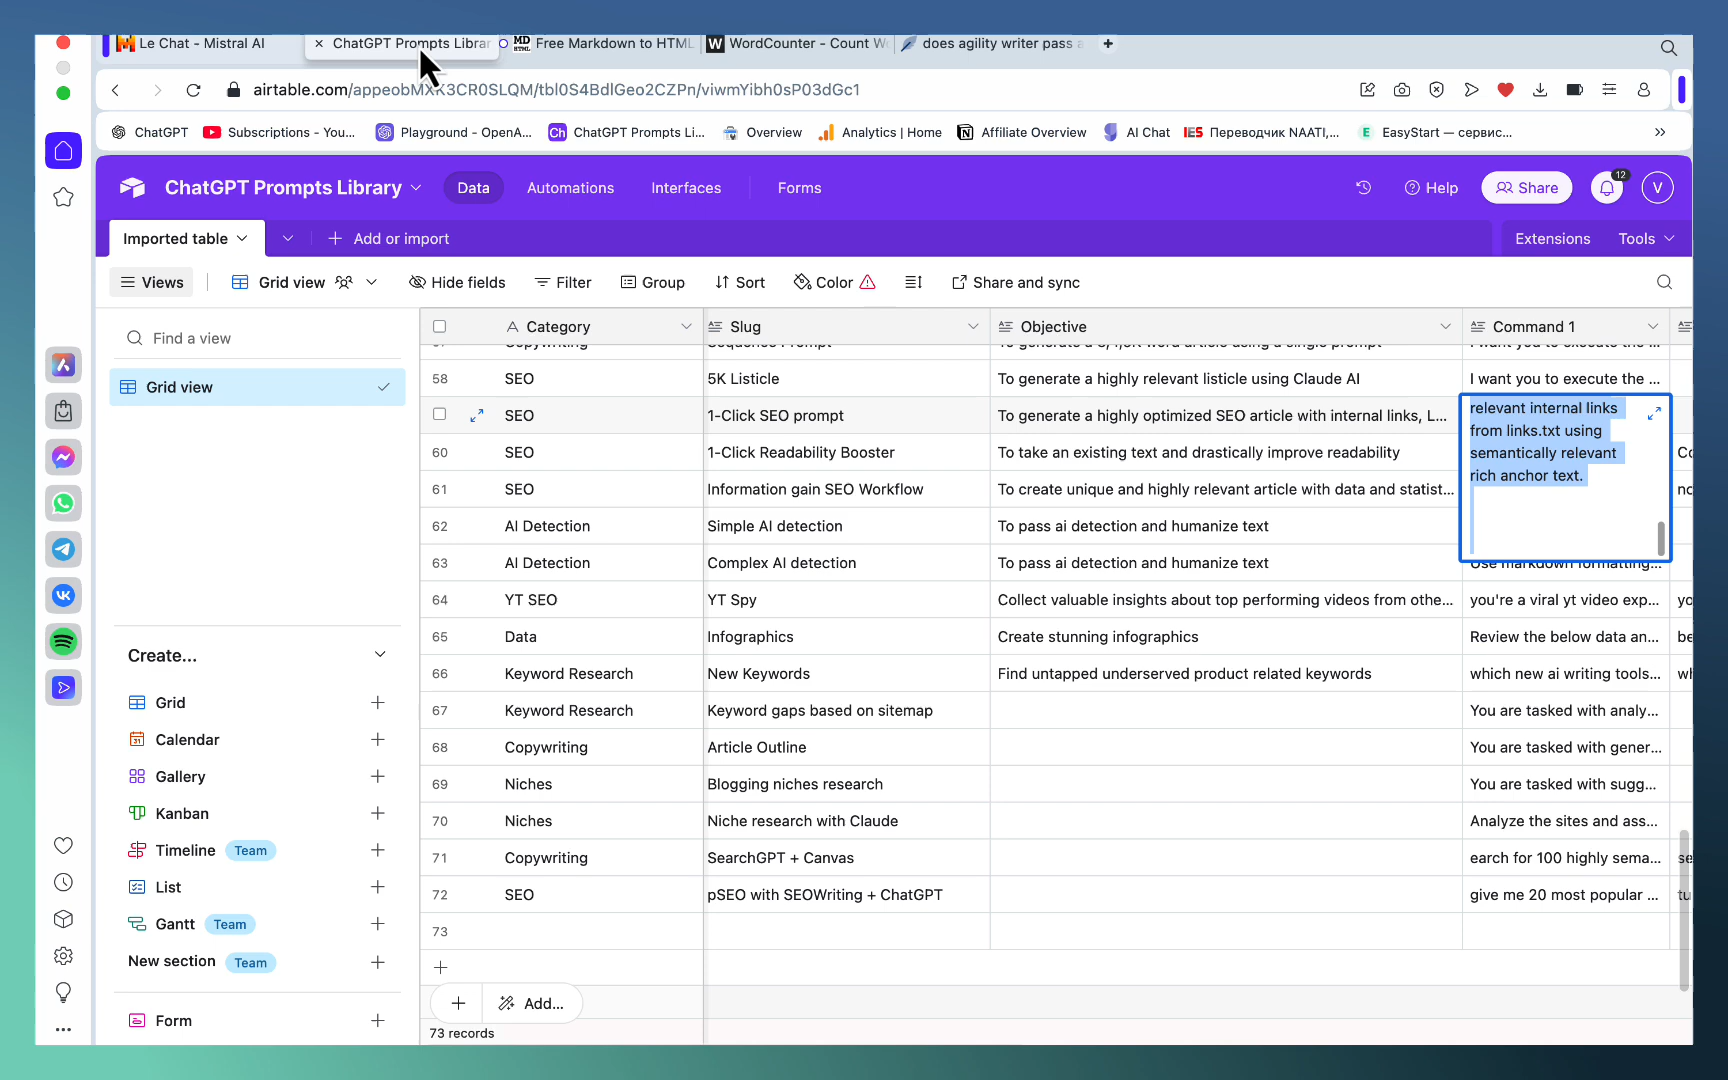 Le Chat - Mistral AI
ChatGPT Prompts Librar
MD HTML
Free Markdown to HTML
W
WordCounter - Count W
does agility writer pass a
airtable.com/appeobMXK3CR0SLQM/tbl0S4BdlGeo2CZPn/viwmYibh0sP03dGc1
ChatGPT
Subscriptions - You...
Playground - OpenA...
Ch
ChatGPT Prompts Li...
Overview
Analytics | Home
Affiliate Overview
AI Chat
IES
Переводчик NAATI,...
E
EasyStart — сервис...
ChatGPT Prompts Library
Data
Automations
Interfaces
Forms
Help
Share
12
V
Imported table
Add or import
Extensions
Tools
Views
Grid view
Hide fields
Filter
Group
Sort
Color
Share and sync
Find a view
Grid view
Create...
Grid
Calendar
Gallery
Kanban
Timeline Team
List
Gantt Team
New section Team
Form
Category Slug Objective Command 1
58 SEO 5K Listicle To generate a highly relevant listicle using Claude AI I want you to execute the ...
SEO 1-Click SEO prompt To generate a highly optimized SEO article with internal links, L...
relevant internal links
from links.txt using
semantically relevant
rich anchor text.
60 SEO 1-Click Readability Booster To take an existing text and drastically improve readability
61 SEO Information gain SEO Workflow To create unique and highly relevant article with data and statist...
62 AI Detection Simple AI detection To pass ai detection and humanize text
63 AI Detection Complex AI detection To pass ai detection and humanize text Use markdown formatting...
64 YT SEO YT Spy Collect valuable insights about top performing videos from othe... you're a viral yt video exp...
65 Data Infographics Create stunning infographics Review the below data an...
66 Keyword Research New Keywords Find untapped underserved product related keywords which new ai writing tools...
67 Keyword Research Keyword gaps based on sitemap You are tasked with analy...
68 Copywriting Article Outline You are tasked with gener...
69 Niches Blogging niches research You are tasked with sugg...
70 Niches Niche research with Claude Analyze the sites and ass...
71 Copywriting SearchGPT + Canvas earch for 100 highly sema...
72 SEO pSEO with SEOWriting + ChatGPT give me 20 most popular ...
73
Add...
73 records